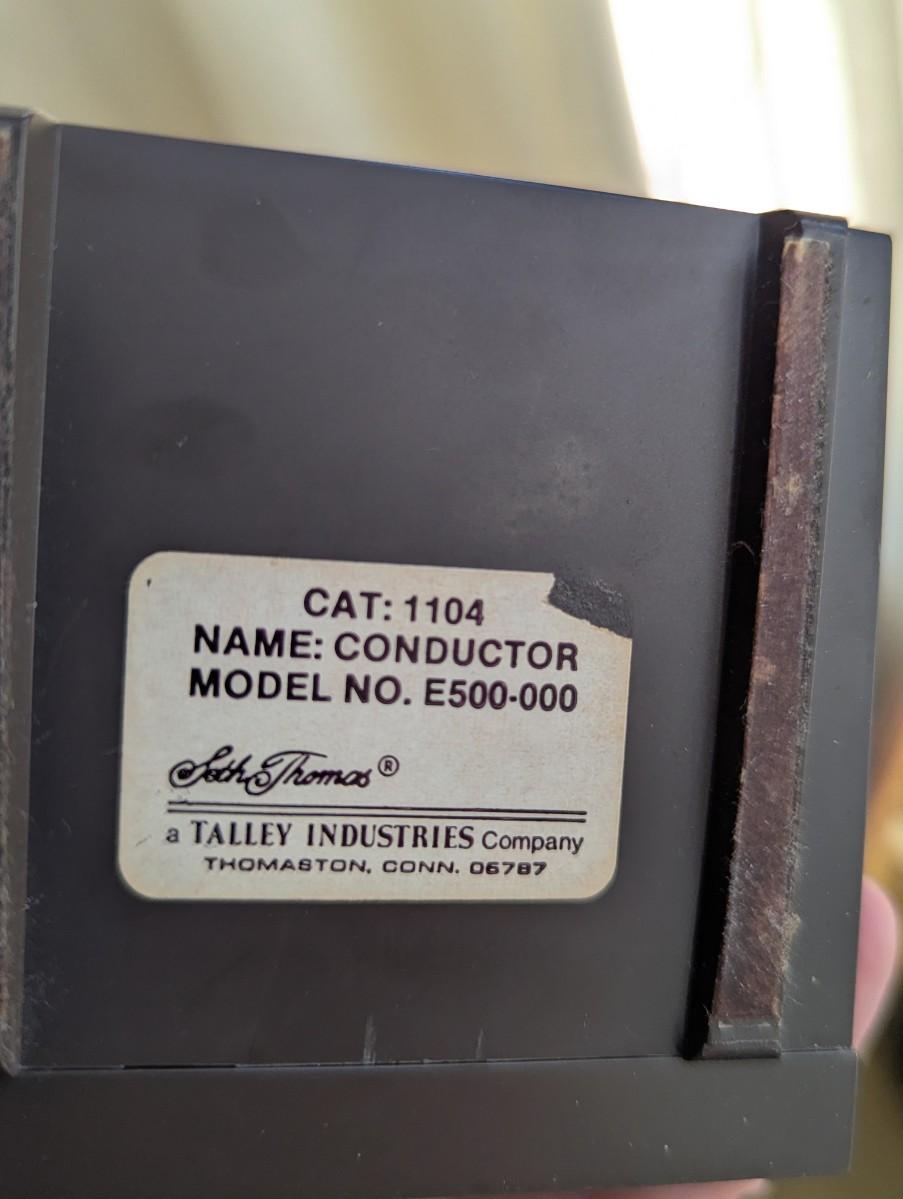 CAT: 1104
NAME: CONDUCTOR
MODEL NO. E500-000
Seth Thomas®
a TALLEY INDUSTRIES Company
THOMASTON, CONN. 06787